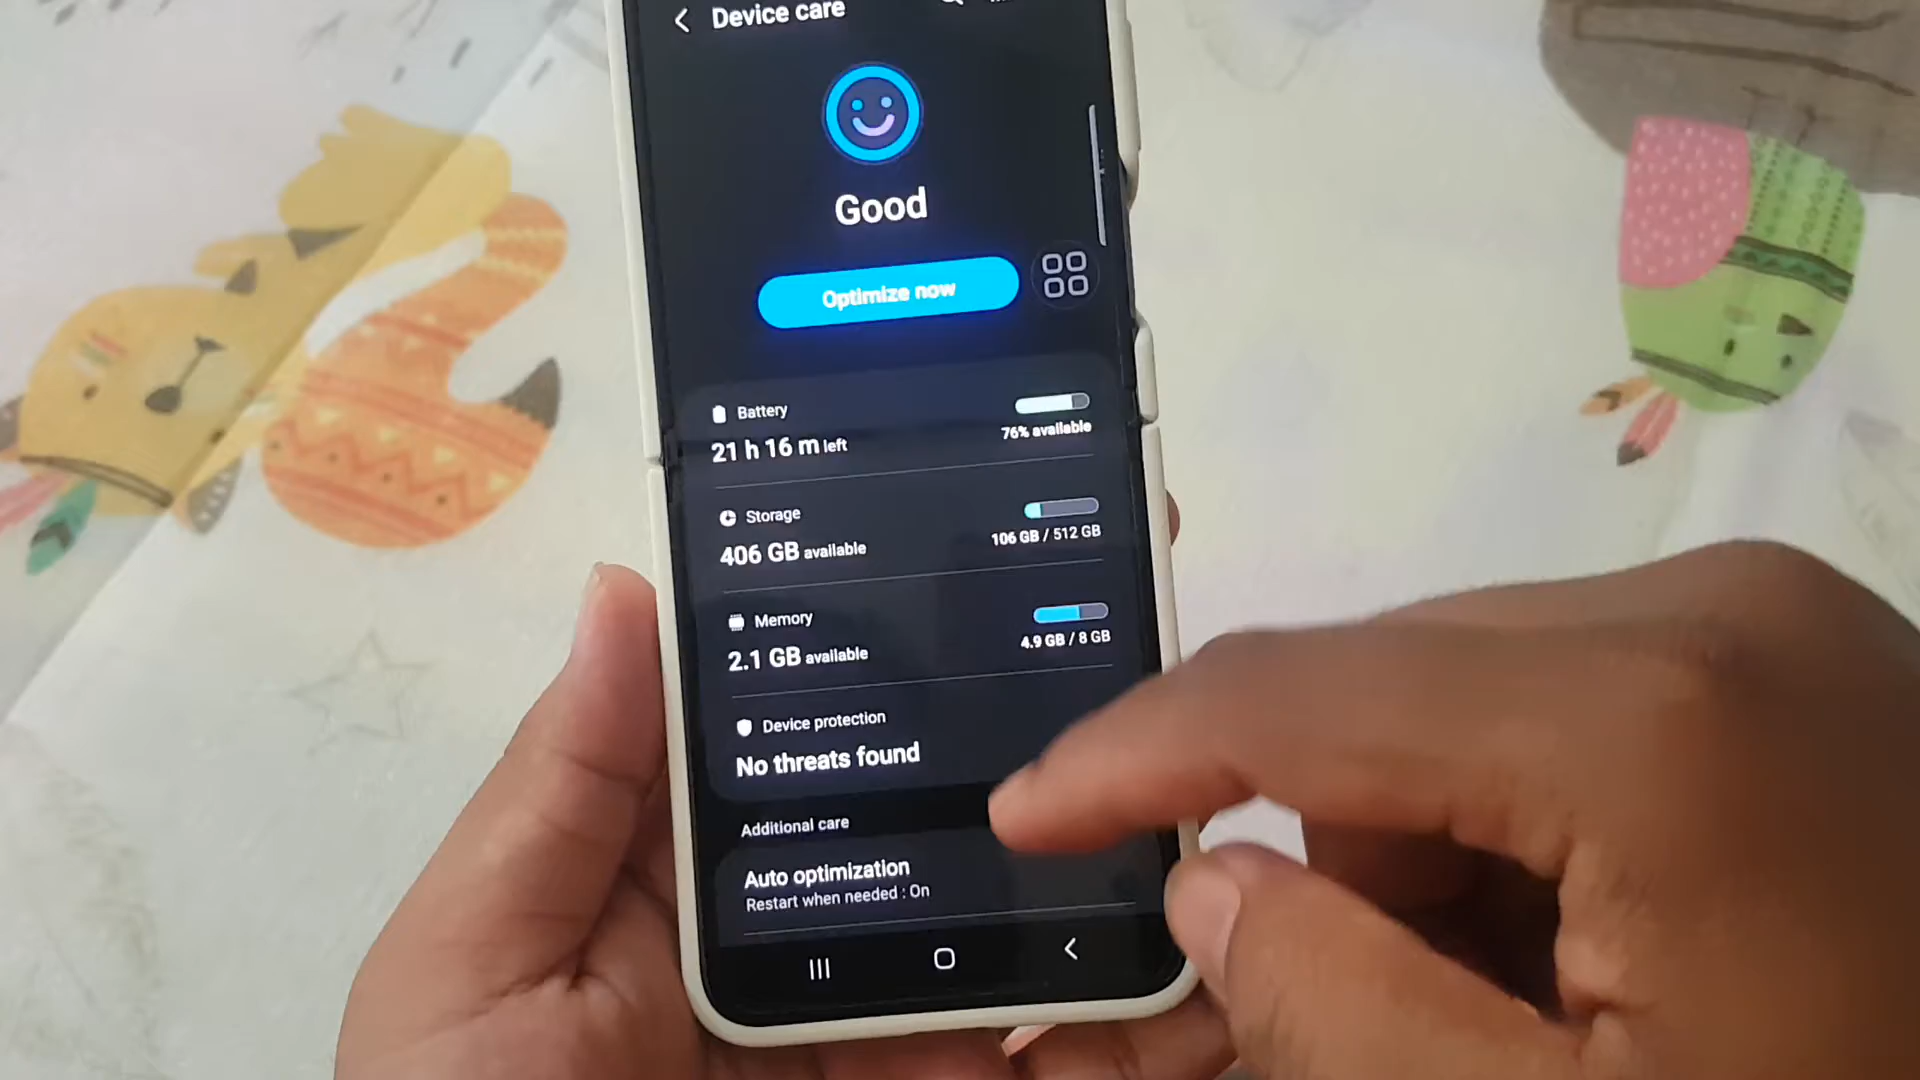 Device care
Good
Optimize now
Battery
21 h 16 m left
76% available
Storage
406 GB available
106 GB / 512 GB
Memory
2.1 GB available
4.9 GB / 8 GB
Device protection
No threats found
Additional care
Auto optimization
Restart when needed : On